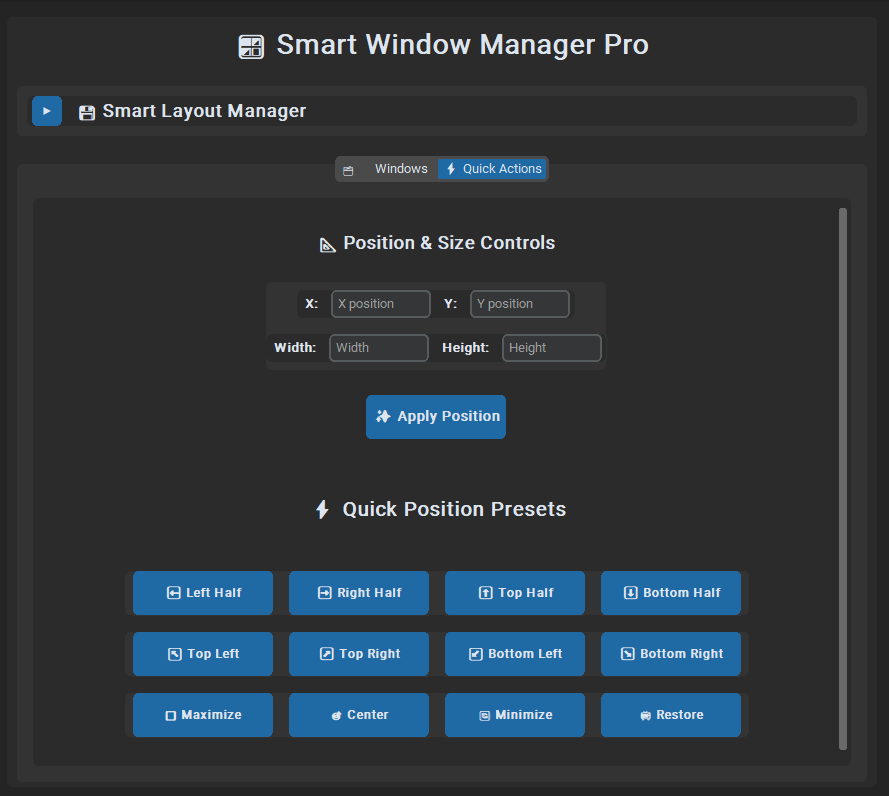 Smart Window Manager Pro
Smart Layout Manager
Windows Quick Actions
Position & Size Controls
X: X position Y: Y position
Width: Width Height: Height
Apply Position
Quick Position Presets
Left Half Right Half Top Half Bottom Half
Top Left Top Right Bottom Left Bottom Right
Maximize Center Minimize Restore